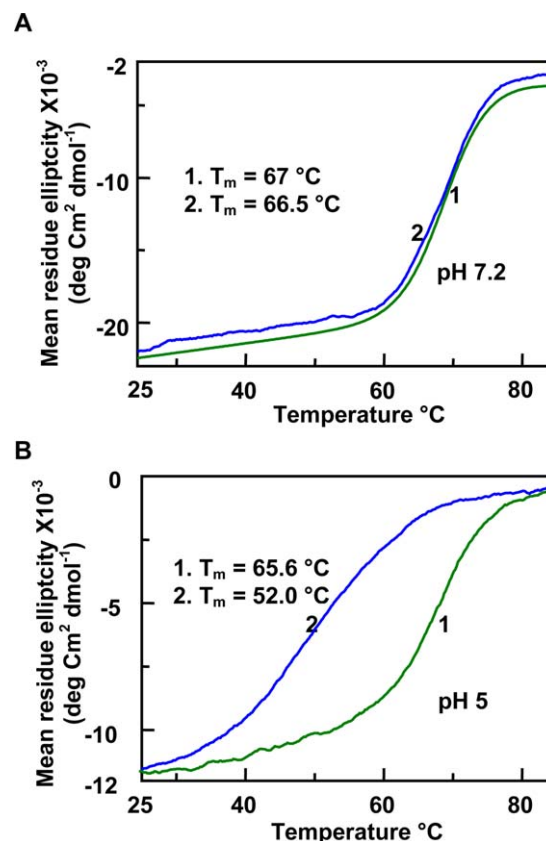 A
Mean residue elliptcity X10⁻³
(deg Cm² dmol⁻¹)
-2
-10
-20
1. Tₘ = 67 °C
2. Tₘ = 66.5 °C
1
2
pH 7.2
25 40 60 80
Temperature °C
B
Mean residue elliptcity X10⁻³
(deg Cm² dmol⁻¹)
0
-5
-10
-12
1. Tₘ = 65.6 °C
2. Tₘ = 52.0 °C
2 1
pH 5
25 40 60 80
Temperature °C